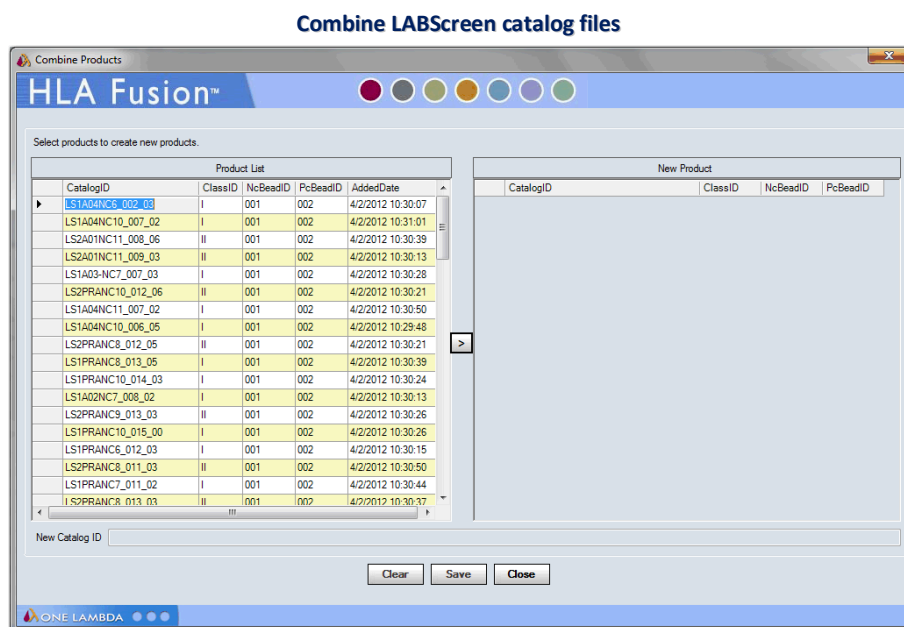 Combine LABScreen catalog files
Combine Products
HLA Fusion™
Select products to create new products.
Product List
CatalogID ClassID NcBeadID PcBeadID AddedDate
LS1A04NC6_002_03 I 001 002 4/2/2012 10:30:07
LS1A04NC10_007_02 I 001 002 4/2/2012 10:31:01
LS2A01NC11_008_06 II 001 002 4/2/2012 10:30:39
LS2A01NC11_009_03 II 001 002 4/2/2012 10:30:13
LS1A03-NC7_007_03 I 001 002 4/2/2012 10:30:28
LS2PRANC10_012_06 II 001 002 4/2/2012 10:30:21
LS1A04NC11_007_02 I 001 002 4/2/2012 10:30:50
LS1A04NC10_006_05 I 001 002 4/2/2012 10:29:48
LS2PRANC8_012_05 II 001 002 4/2/2012 10:30:21
LS1PRANC8_013_05 I 001 002 4/2/2012 10:30:39
LS1PRANC10_014_03 I 001 002 4/2/2012 10:30:24
LS1A02NC7_008_02 I 001 002 4/2/2012 10:30:13
LS2PRANC9_013_03 II 001 002 4/2/2012 10:30:26
LS1PRANC10_015_00 I 001 002 4/2/2012 10:30:26
LS1PRANC6_012_03 I 001 002 4/2/2012 10:30:15
LS2PRANC8_011_03 II 001 002 4/2/2012 10:30:50
LS1PRANC7_011_02 I 001 002 4/2/2012 10:30:44
LS2PRANC8_013_03 II 001 002 4/2/2012 10:30:37
>
New Product
CatalogID ClassID NcBeadID PcBeadID
New Catalog ID
Clear Save Close
ONE LAMBDA